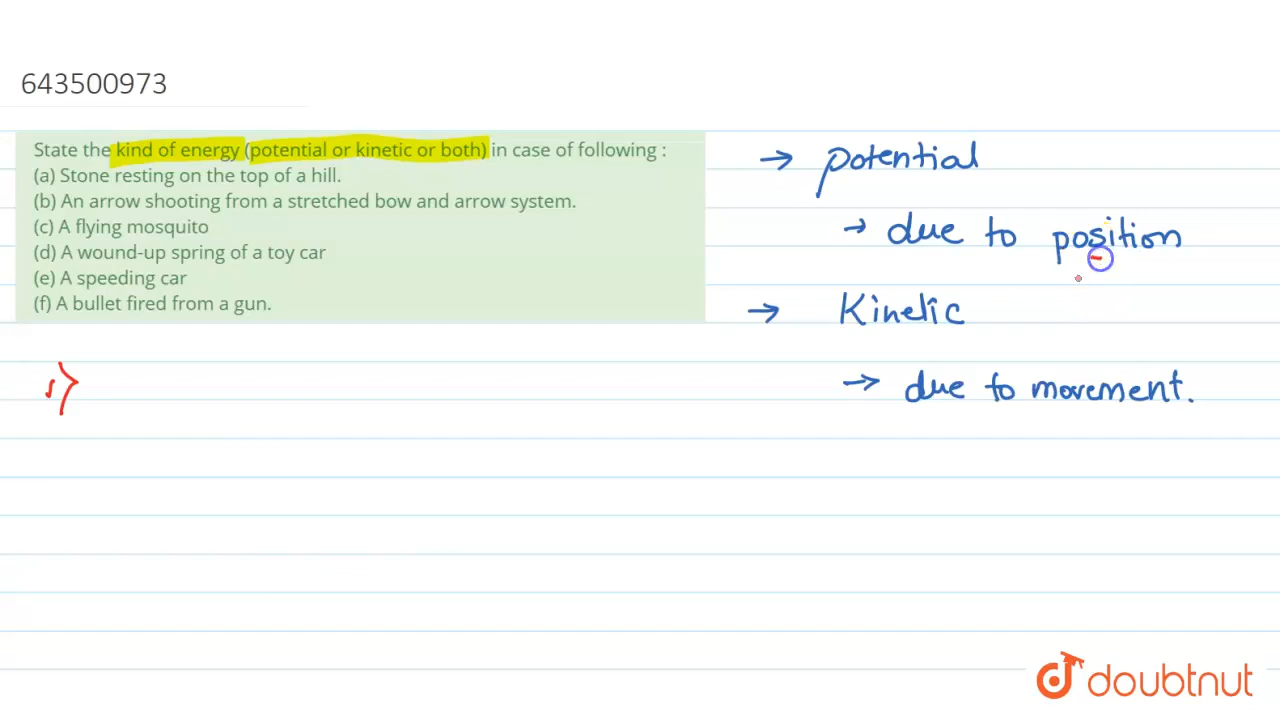 643500973
State the kind of energy (potential or kinetic or both) in case of following :
(a) Stone resting on the top of a hill.
(b) An arrow shooting from a stretched bow and arrow system.
(c) A flying mosquito
(d) A wound-up spring of a toy car
(e) A speeding car
(f) A bullet fired from a gun.
→ potential
→ due to position
→ Kinetic
→ due to movement.
doubtnut